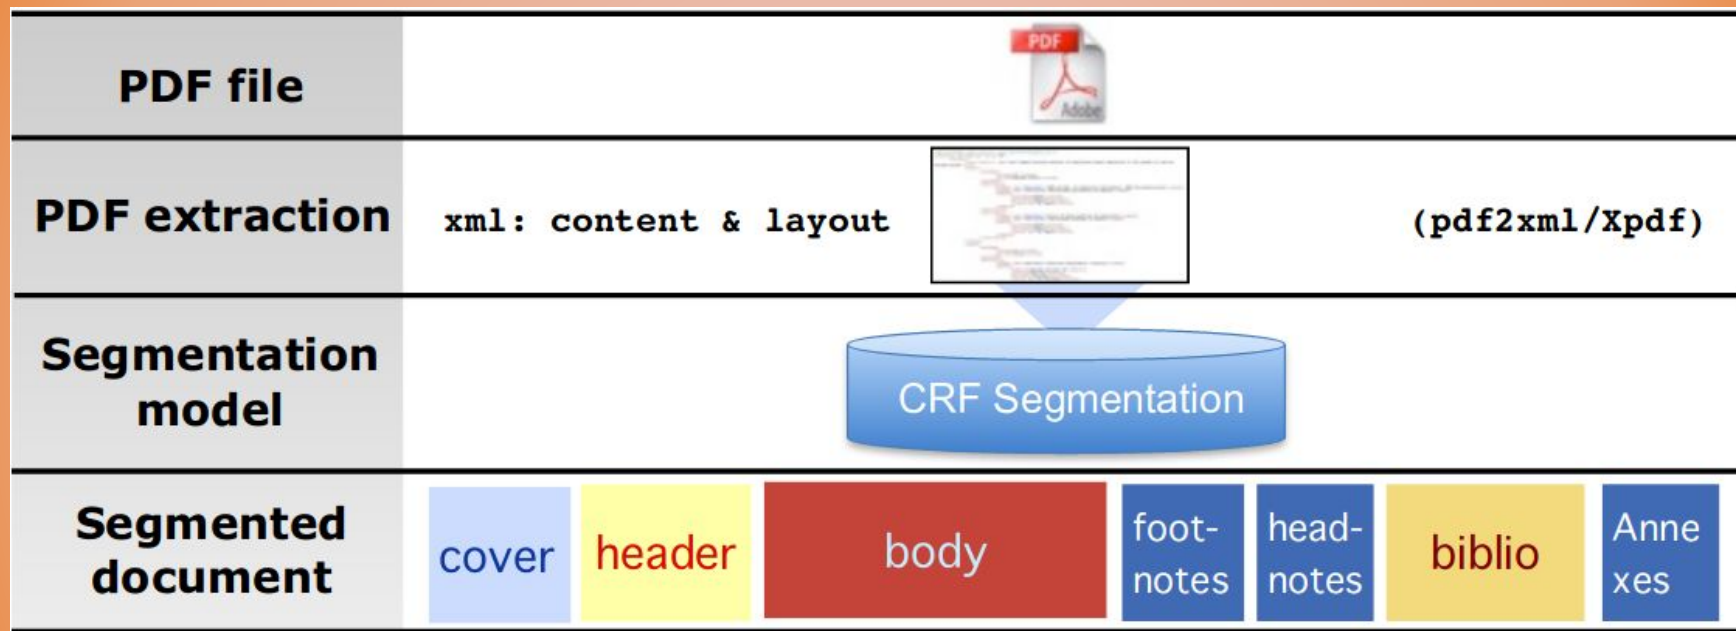 PDF file
PDF
Adobe
PDF extraction
xml: content & layout
(pdf2xml/Xpdf)
Segmentation
model
CRF Segmentation
Segmented
document
cover
header
body
foot-
notes
head-
notes
biblio
Anne
xes